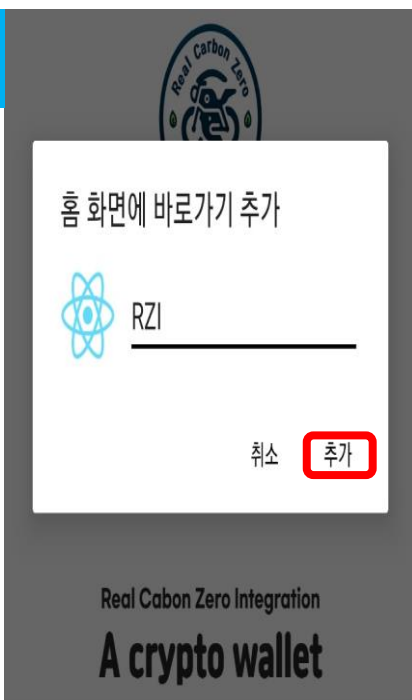 Real Carbon Zero
홈 화면에 바로가기 추가
RZI
취소 추가
Real Cabon Zero Integration
A crypto wallet